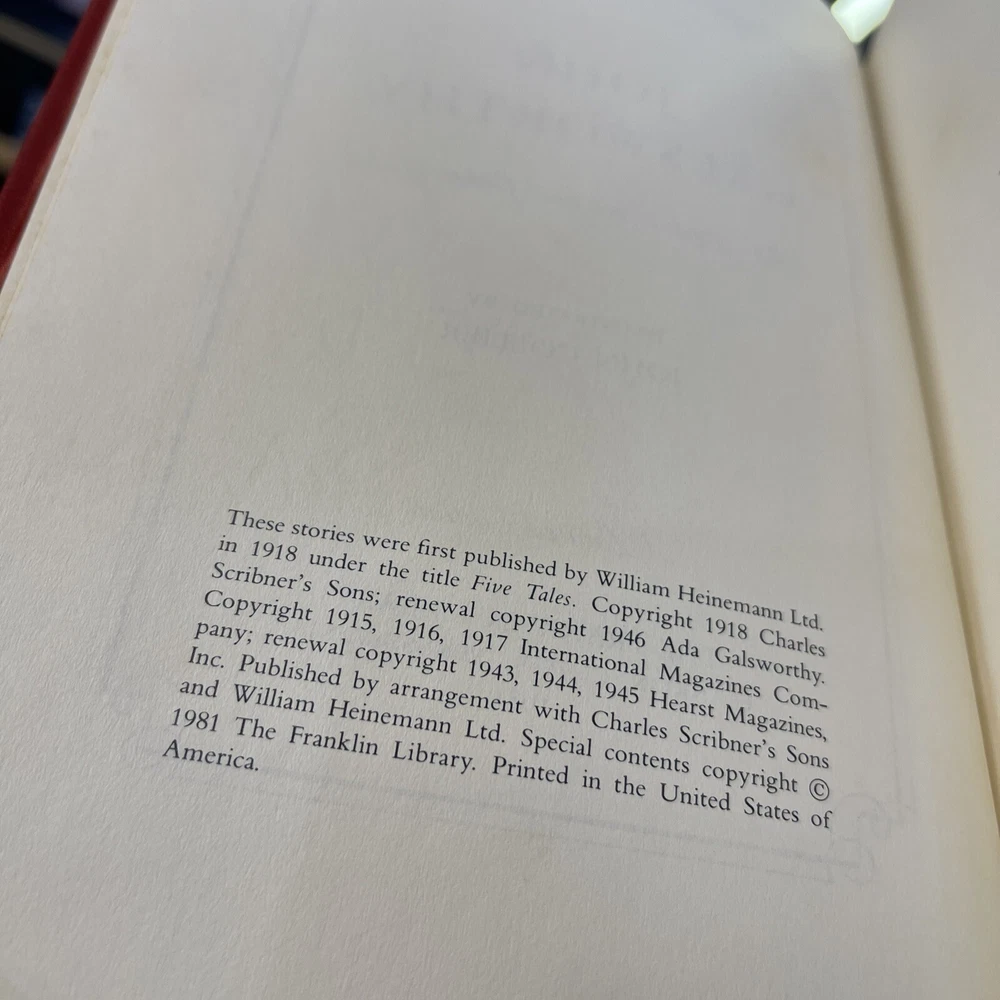 These stories were first published by William Heinemann Ltd.
in 1918 under the title Five Tales. Copyright 1918 Charles
Scribner's Sons; renewal copyright 1946 Ada Galsworthy.
Copyright 1915, 1916, 1917 International Magazines Com-
pany; renewal copyright 1943, 1944, 1945 Hearst Magazines,
Inc. Published by arrangement with Charles Scribner's Sons
and William Heinemann Ltd. Special contents copyright ©
1981 The Franklin Library. Printed in the United States of
America.